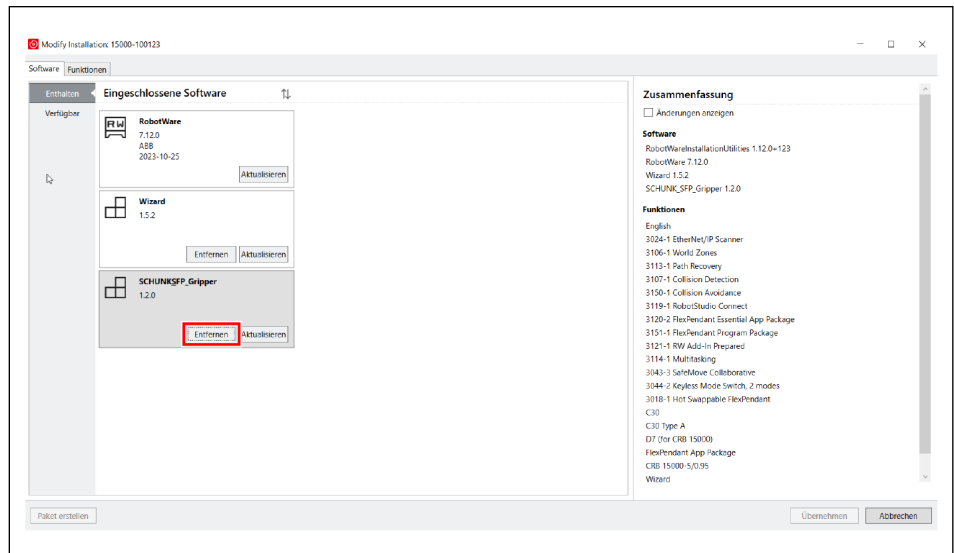 Modify Installation: 15000-100123
Software Funktionen
Enthalten
Verfügbar
Eingeschlossene Software
RW
RobotWare
7.12.0
ABB
2023-10-25
Aktualisieren
Wizard
1.5.2
Entfernen Aktualisieren
SCHUNKSFP_Gripper
1.2.0
Entfernen Aktualisieren
Zusammenfassung
Änderungen anzeigen
Software
RobotWareInstallationUtilities 1.12.0+123
RobotWare 7.12.0
Wizard 1.5.2
SCHUNK_SFP_Gripper 1.2.0
Funktionen
English
3024-1 EtherNet/IP Scanner
3106-1 World Zones
3113-1 Path Recovery
3107-1 Collision Detection
3150-1 Collision Avoidance
3119-1 RobotStudio Connect
3120-2 FlexPendant Essential App Package
3151-1 FlexPendant Program Package
3121-1 RW Add-In Prepared
3114-1 Multitasking
3043-3 SafeMove Collaborative
3044-2 Keyless Mode Switch, 2 modes
3018-1 Hot Swappable FlexPendant
C30
C30 Type A
D7 (for CRB 15000)
FlexPendant App Package
CRB 15000-5/0.95
Wizard
Paket erstellen
Übernehmen Abbrechen